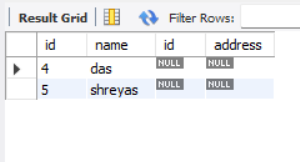 Result Grid Filter Rows:
id name id address
4 das NULL NULL
5 shreyas NULL NULL